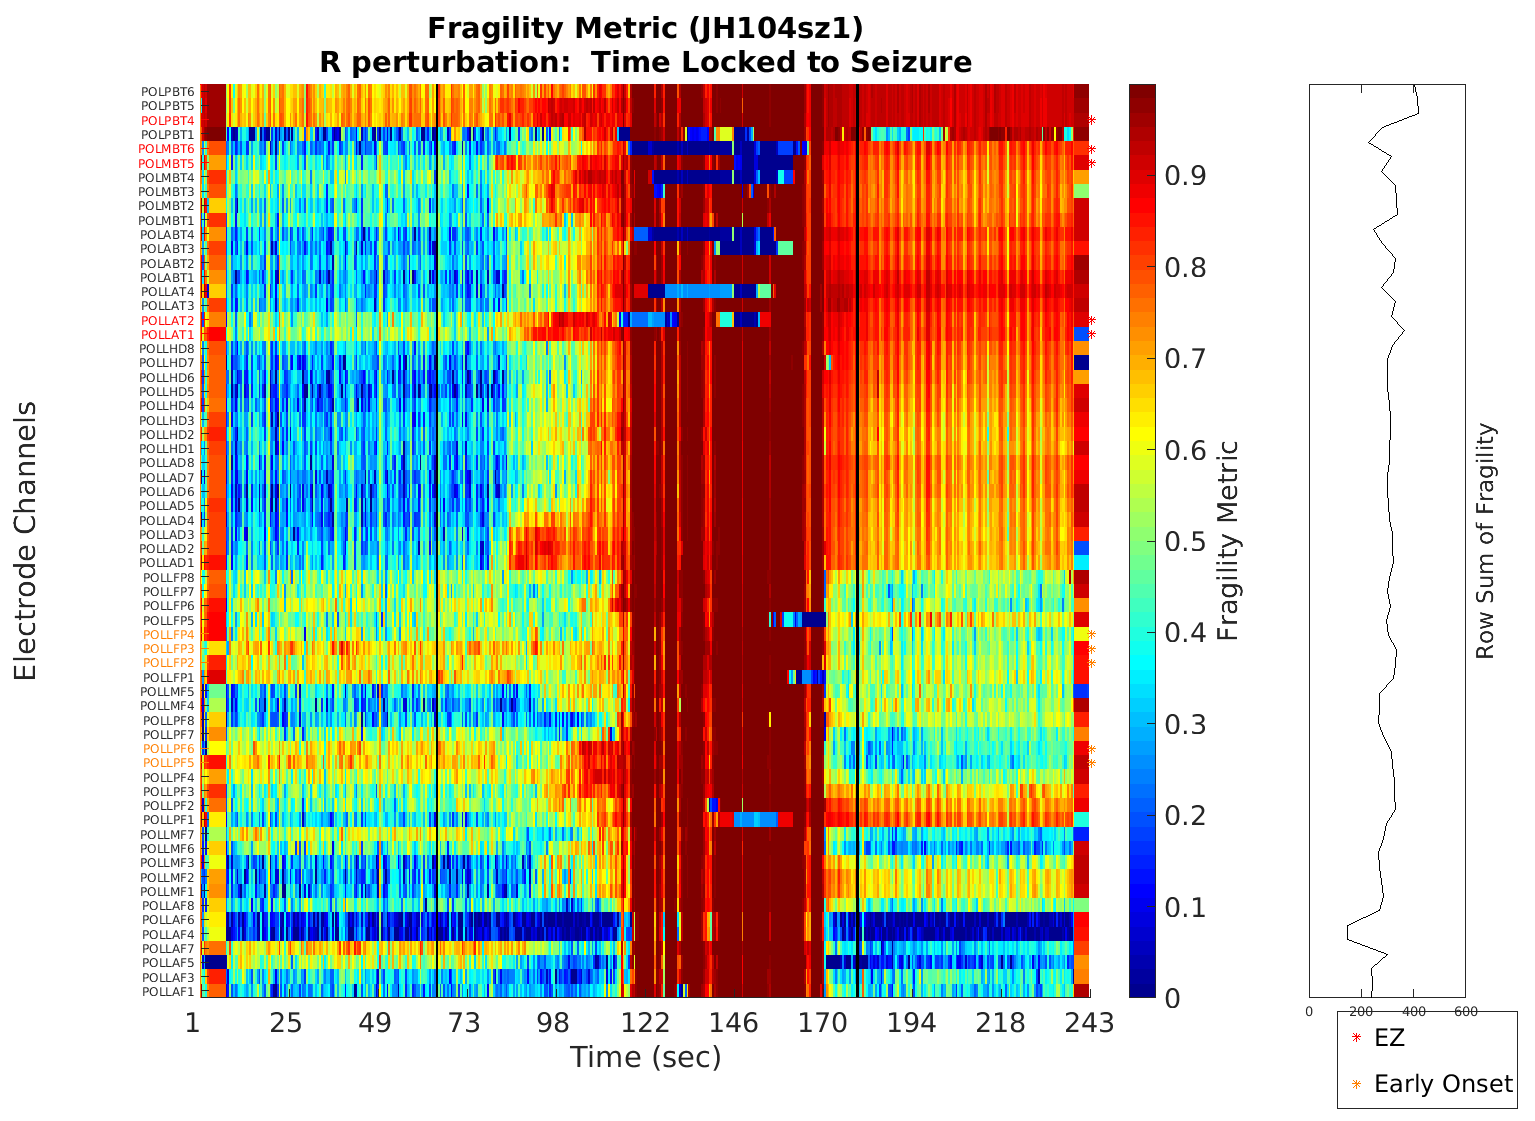 Fragility Metric (JH104sz1)
R perturbation: Time Locked to Seizure
Electrode Channels
POLPBT6
POLPBT5
POLPBT4
POLPBT1
POLMBT6
POLMBT5
POLMBT4
POLMBT3
POLMBT2
POLMBT1
POLABT4
POLABT3
POLABT2
POLABT1
POLLAT4
POLLAT3
POLLAT2
POLLAT1
POLLHD8
POLLHD7
POLLHD6
POLLHD5
POLLHD4
POLLHD3
POLLHD2
POLLHD1
POLLAD8
POLLAD7
POLLAD6
POLLAD5
POLLAD4
POLLAD3
POLLAD2
POLLAD1
POLLFP8
POLLFP7
POLLFP6
POLLFP5
POLLFP4
POLLFP3
POLLFP2
POLLFP1
POLLMF5
POLLMF4
POLLPF8
POLLPF7
POLLPF6
POLLPF5
POLLPF4
POLLPF3
POLLPF2
POLLPF1
POLLMF7
POLLMF6
POLLMF3
POLLMF2
POLLMF1
POLLAF8
POLLAF6
POLLAF4
POLLAF7
POLLAF5
POLLAF3
POLLAF1
1 25 49 73 98 122 146 170 194 218 243
Time (sec)
0.9
0.8
0.7
0.6
0.5
0.4
0.3
0.2
0.1
0
Fragility Metric
Row Sum of Fragility
0 200 400 600
EZ
Early Onset